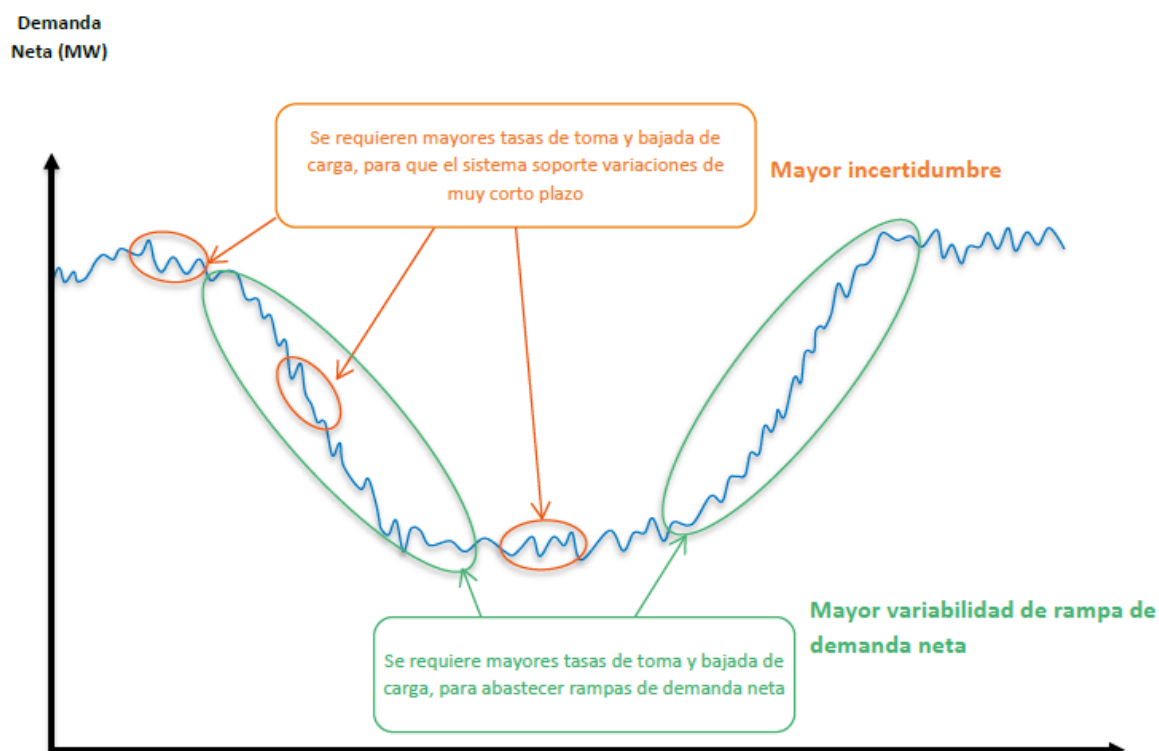 Demanda
Neta (MW)
Se requieren mayores tasas de toma y bajada de
carga, para que el sistema soporte variaciones de
muy corto plazo
Mayor incertidumbre
Mayor variabilidad de rampa de
demanda neta
Se requiere mayores tasas de toma y bajada de
carga, para abastecer rampas de demanda neta